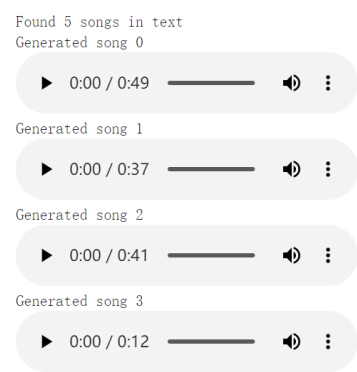 Found 5 songs in text
Generated song 0
0:00 / 0:49
Generated song 1
0:00 / 0:37
Generated song 2
0:00 / 0:41
Generated song 3
0:00 / 0:12